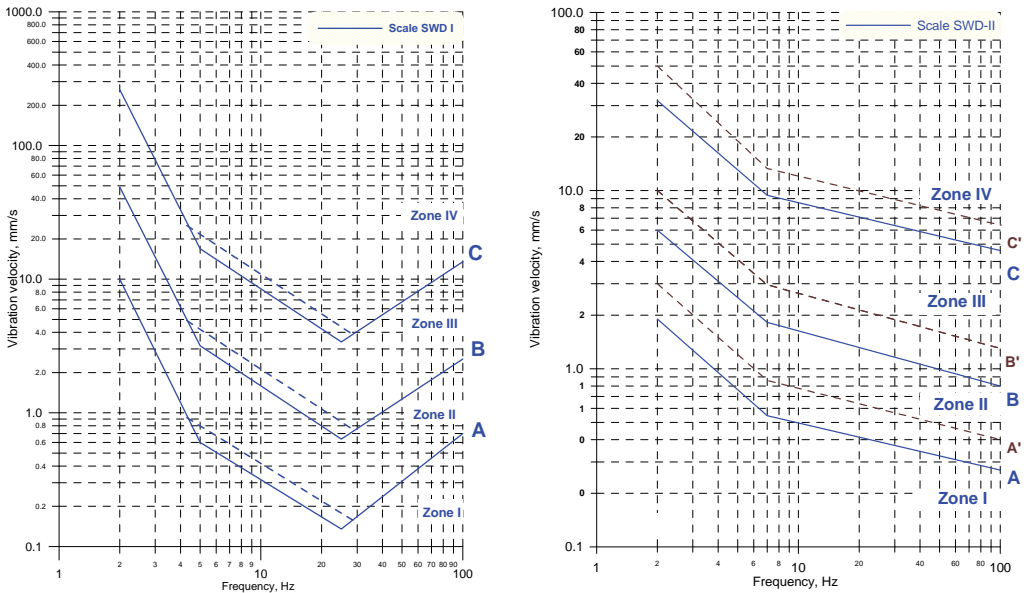 1000.0
800.0
600.0
400.0
200.0
100.0
80.0
60.0
40.0
20.0
10.0
8.0
6.0
4.0
2.0
1.0
0.8
0.6
0.4
0.2
0.1
Vibration velocity, mm/s
Scale SWD I
Zone IV
C
Zone III
B
Zone II
A
Zone I
1 2 3 4 5 6 7 8 9 10 20 30 40 50 60 70 80 90 100
Frequency, Hz
100.0
80
60
40
20
10.0
8
6
4
2
1.0
1
1
0
0
0.1
Vibration velocity, mm/s
Scale SWD-II
Zone IV
C'
C
Zone III
B'
B
Zone II
A'
A
Zone I
1 2 4 6 8 10 20 40 60 80 100
Frequency, Hz